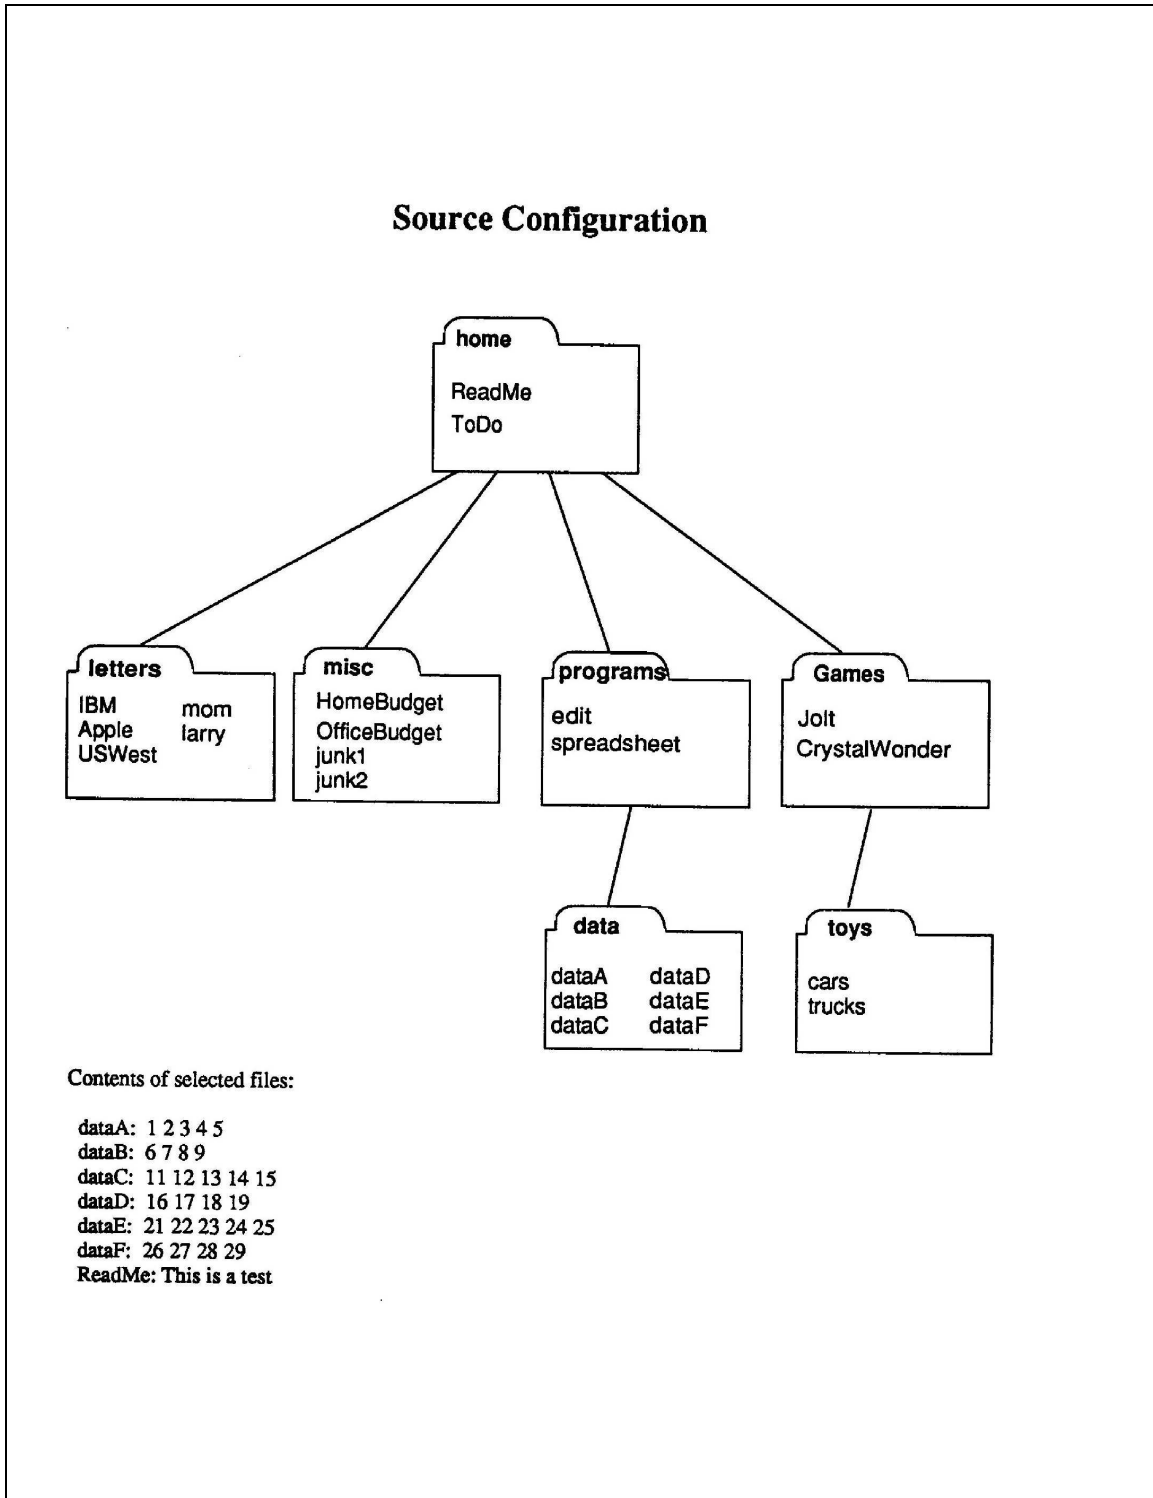 Source Configuration
home
ReadMe
ToDo
letters
IBM mom
Apple larry
USWest
misc
HomeBudget
OfficeBudget
junk1
junk2
programs
edit
spreadsheet
Games
Jolt
CrystalWonder
data
dataA dataD
dataB dataE
dataC dataF
toys
cars
trucks
Contents of selected files:
dataA: 1 2 3 4 5
dataB: 6 7 8 9
dataC: 11 12 13 14 15
dataD: 16 17 18 19
dataE: 21 22 23 24 25
dataF: 26 27 28 29
ReadMe: This is a test